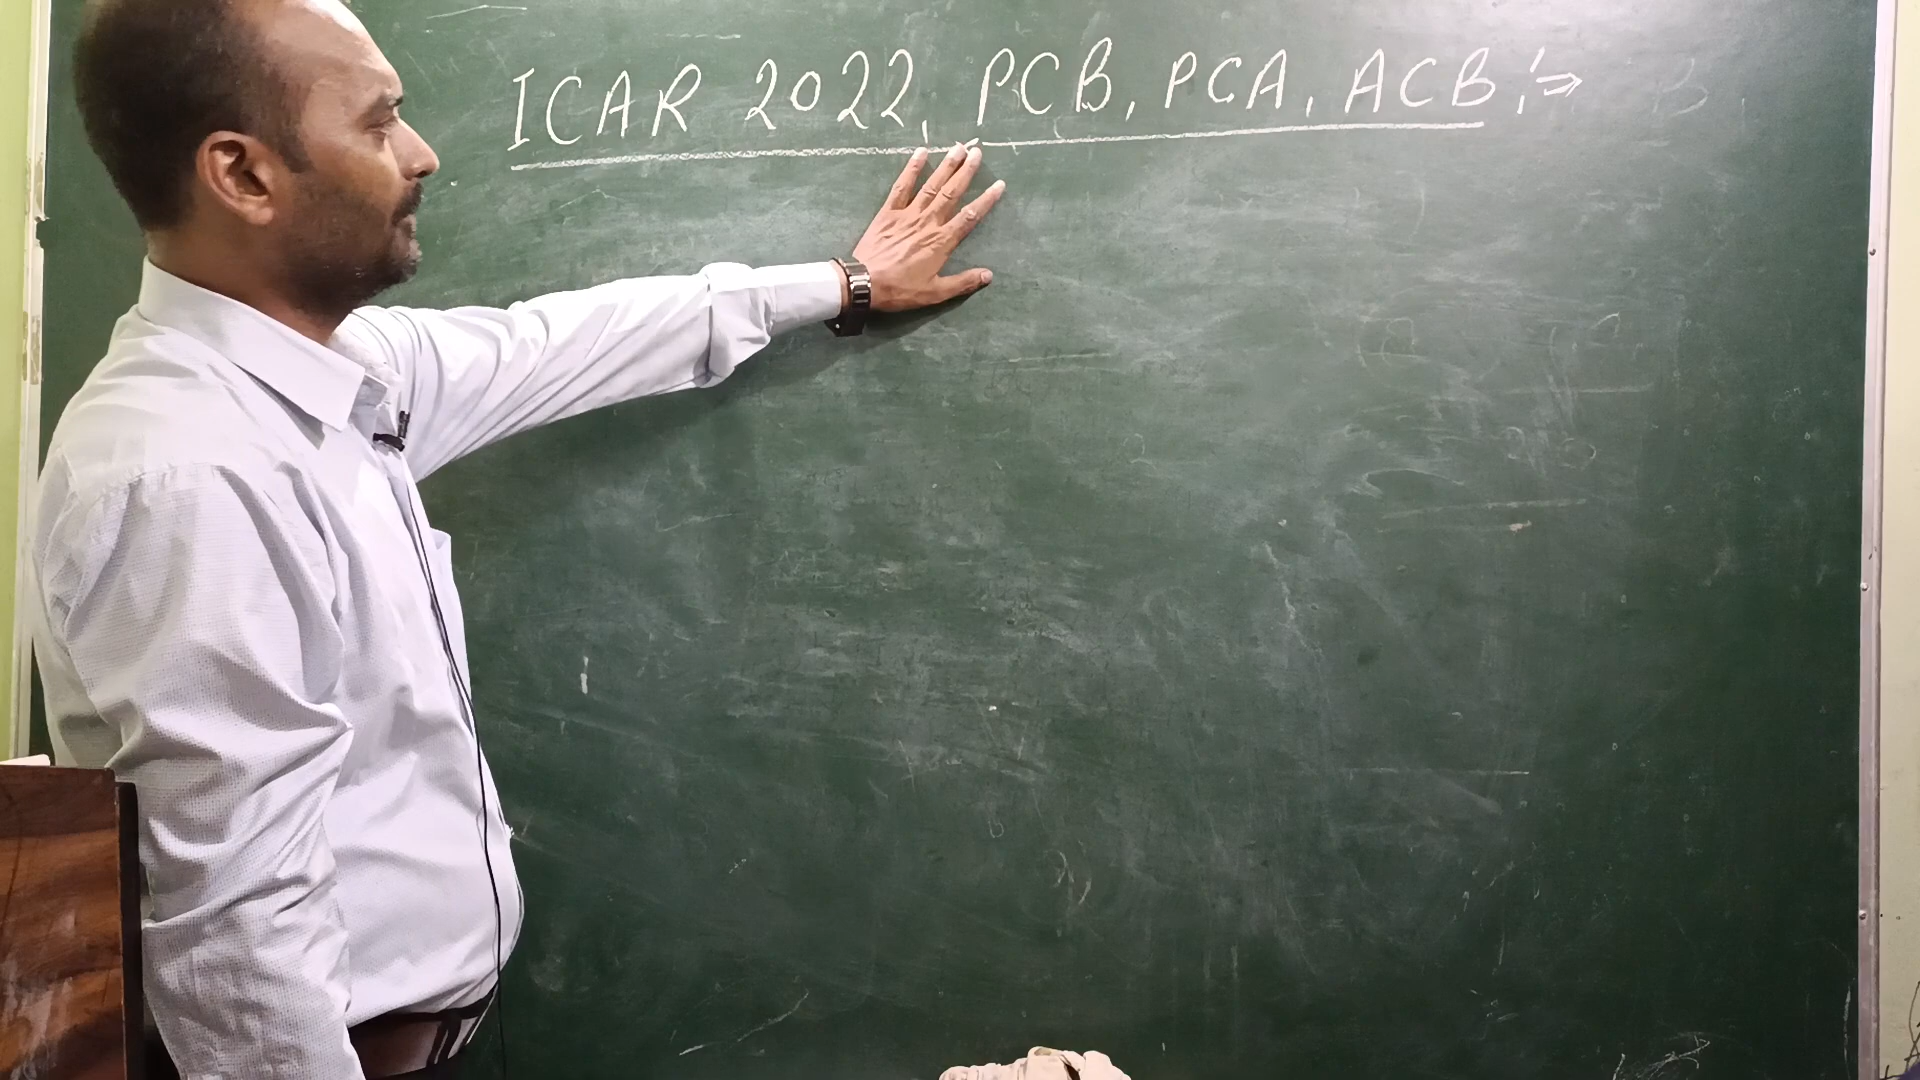 ICAR 2022, PCB, PCA, ACB :⇒